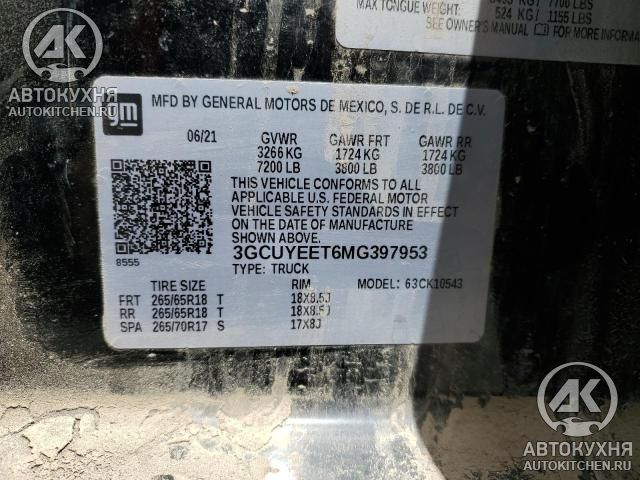 MAX TONGUE WEIGHT: 524 KG/ 1155 LBS
SEE OWNER'S MANUAL FOR MORE INFORMATION
AK
АВТОКУХНЯ
AUTOKITCHEN.RU
gm
MFD BY GENERAL MOTORS DE MEXICO, S. DE R.L. DE C.V.
06/21 GVWR GAWR FRT GAWR RR
3266 KG 1724 KG 1724 KG
7200 LB 3800 LB 3800 LB
THIS VEHICLE CONFORMS TO ALL
APPLICABLE U.S. FEDERAL MOTOR
VEHICLE SAFETY STANDARDS IN EFFECT
ON THE DATE OF MANUFACTURE
SHOWN ABOVE.
8555
3GCUYEET6MG397953
TYPE: TRUCK MODEL: 63CK10543
TIRE SIZE RIM
FRT 265/65R18 T 18X8.5J
RR 265/65R18 T 18X8.5J
SPA 265/70R17 S 17X8J
AK
АВТОКУХНЯ
AUTOKITCHEN.RU